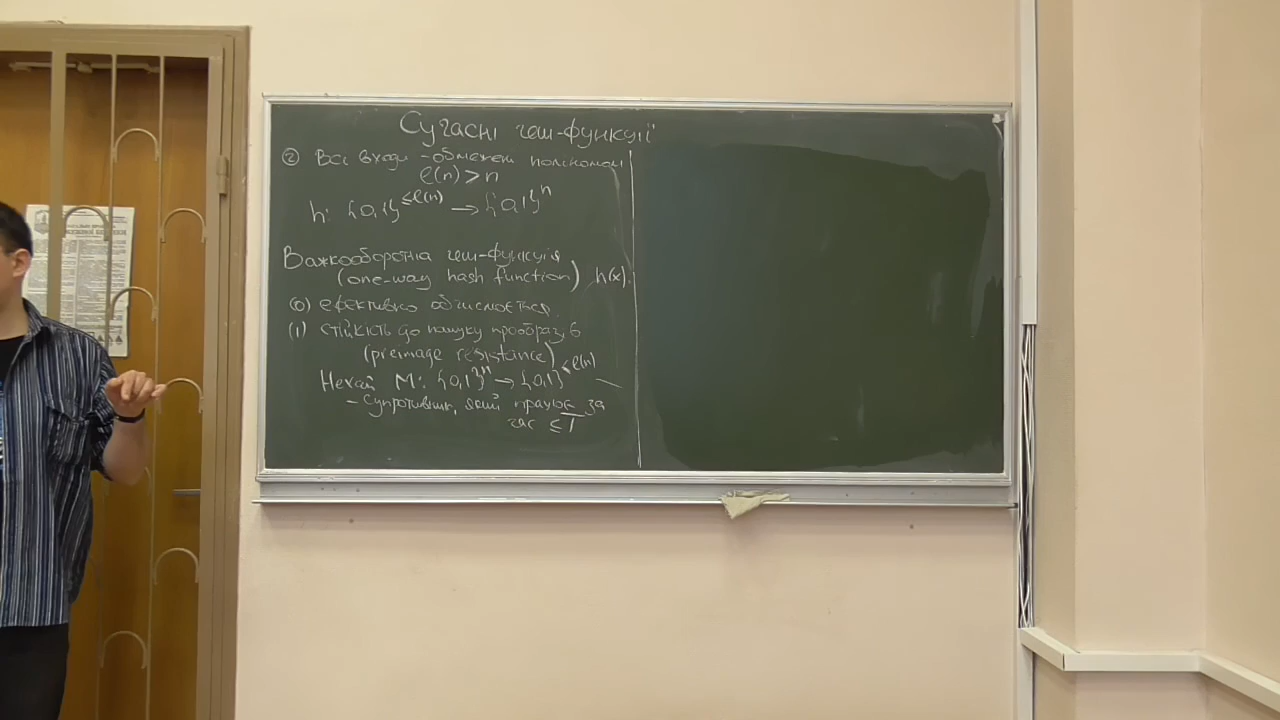 Сучасні геш-функції
② Всі входи - обмежені поліномом
ℓ(n) > n
h: {0,1}^{≤ℓ(n)} → {0,1}^n
Важкооборотна геш-функція
(one-way hash function) h(x).
(0) ефективно обчислюється.
(1) стійкість до пошуку прообразів
(preimage resistance)
Нехай M: {0,1}^n → {0,1}^{≤ℓ(n)} —
- супротивник, який працює за
час ≤ T